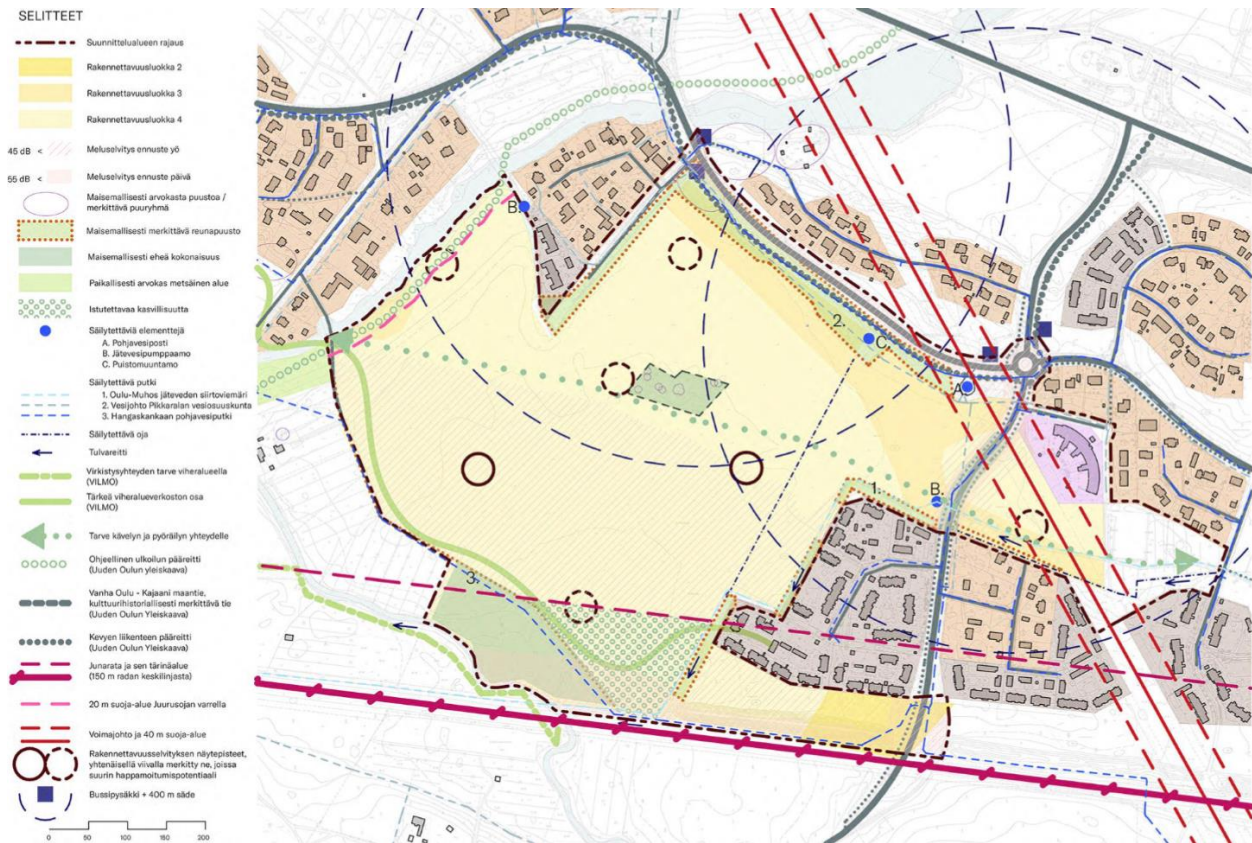 SELITTEET
Suunnittelualueen rajaus
Rakennettavuusluokka 2
Rakennettavuusluokka 3
Rakennettavuusluokka 4
45 dB < Meluselvitys ennuste yö
55 dB < Meluselvitys ennuste päivä
Maisemallisesti arvokasta puustoa /
merkittävä puuryhmä
Maisemallisesti merkittävä reunapuusto
Maisemallisesti eheä kokonaisuus
Paikallisesti arvokas metsäinen alue
Istutettavaa kasvillisuutta
Säilytettäviä elementtejä
A. Pohjavesiposti
B. Jätevesipumppaamo
C. Puistomuuntamo
Säilytettävä putki
1. Oulu-Muhos jäteveden siirtoviemäri
2. Vesijohto Pikkaralan vesiosuuskunta
3. Hangaskankaan pohjavesiputki
Säilytettävä oja
Tulvareitti
Virkistysyhteyden tarve viheralueella
(VILMO)
Tärkeä viheralueverkoston osa
(VILMO)
Tarve kävelyn ja pyöräilyn yhteydelle
Ohjeellinen ulkoilun pääreitti
(Uuden Oulun yleiskaava)
Vanha Oulu - Kajaani maantie,
kulttuurihistoriallisesti merkittävä tie
(Uuden Oulun Yleiskaava)
Kevyen liikenteen pääreitti
(Uuden Oulun Yleiskaava)
Junarata ja sen tärinäalue
(150 m radan keskilinjasta)
20 m suoja-alue Juurusojan varrella
Voimajohto ja 40 m suoja-alue
Rakennettavuusselvityksen näytepisteet,
yhtenäisellä viivalla merkitty ne, joissa
suurin happamoitumispotentiaali
Bussipysäkki + 400 m säde
0 50 100 200
B.
2.
C
A
1.
B.
3.